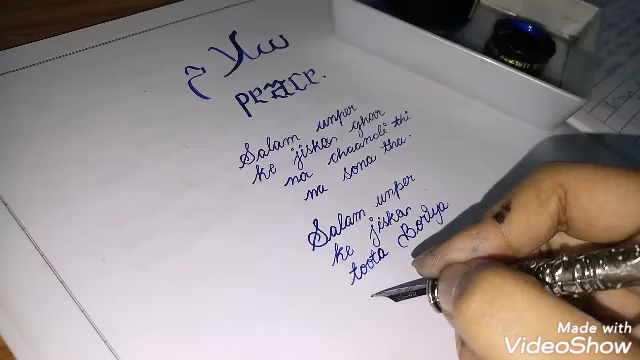 سلام
peace.
Salam unper
ke jiska ghar
na chaandi thi
na sona tha.
Salam unper
ke jiska
toota Boriya
Made with
VideoShow